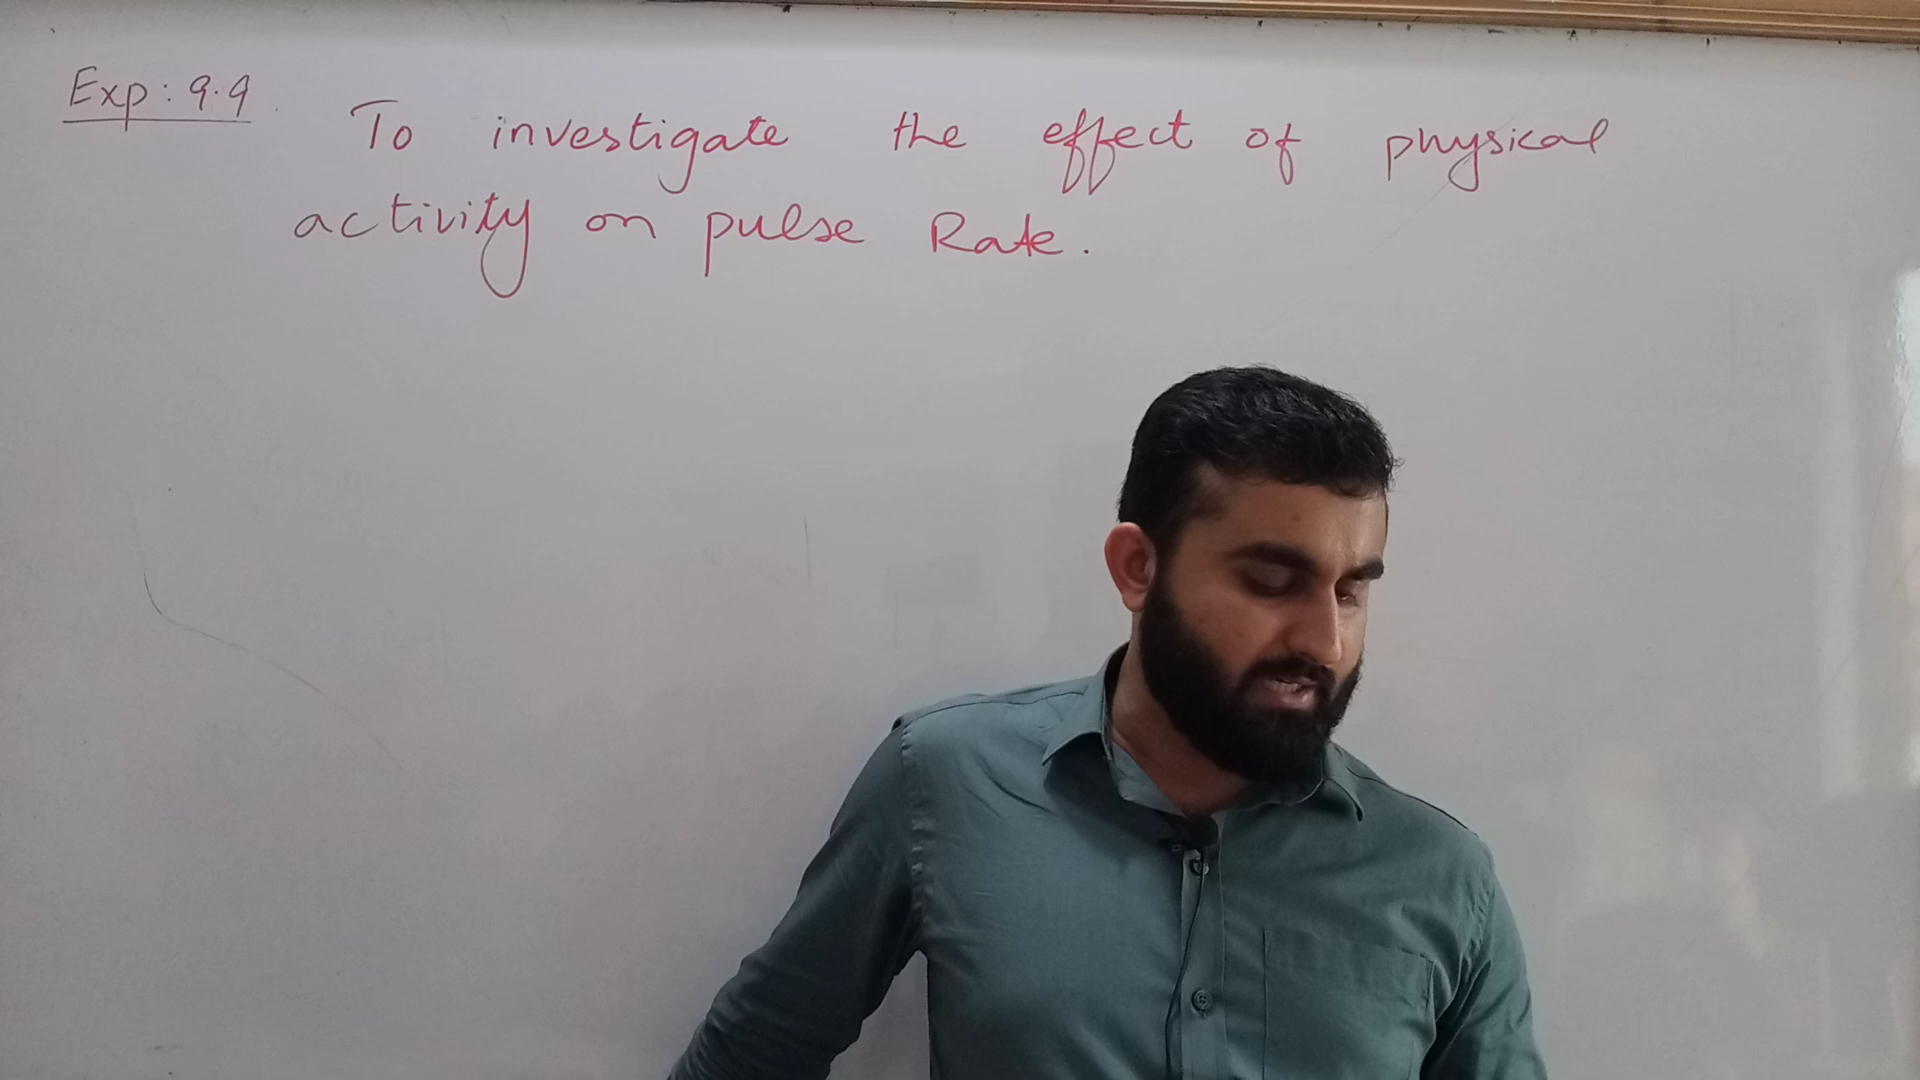 Exp: 9.9
To investigate the effect of physical
activity on pulse Rate.